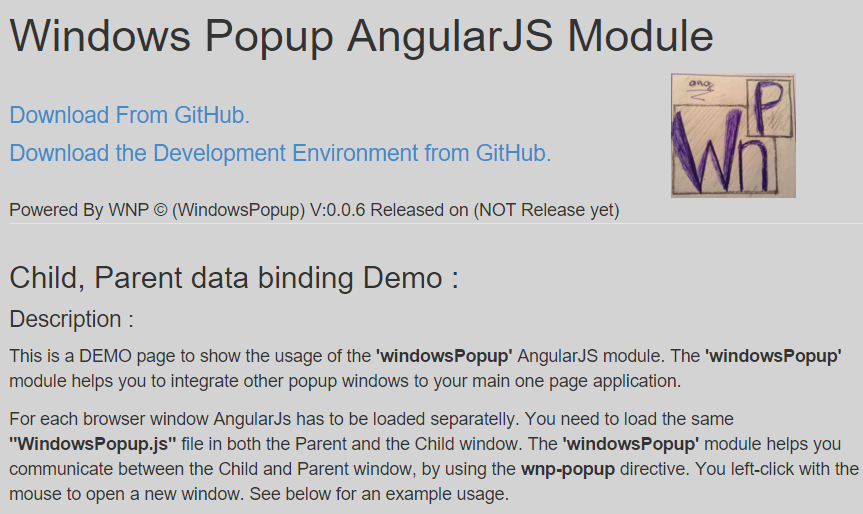 Windows Popup AngularJS Module
Download From GitHub.
Download the Development Environment from GitHub.
ang
P
Wn
Powered By WNP © (WindowsPopup) V:0.0.6 Released on (NOT Release yet)
Child, Parent data binding Demo :
Description :
This is a DEMO page to show the usage of the 'windowsPopup' AngularJS module. The 'windowsPopup'
module helps you to integrate other popup windows to your main one page application.
For each browser window AngularJs has to be loaded separatelly. You need to load the same
"WindowsPopup.js" file in both the Parent and the Child window. The 'windowsPopup' module helps you
communicate between the Child and Parent window, by using the wnp-popup directive. You left-click with the
mouse to open a new window. See below for an example usage.